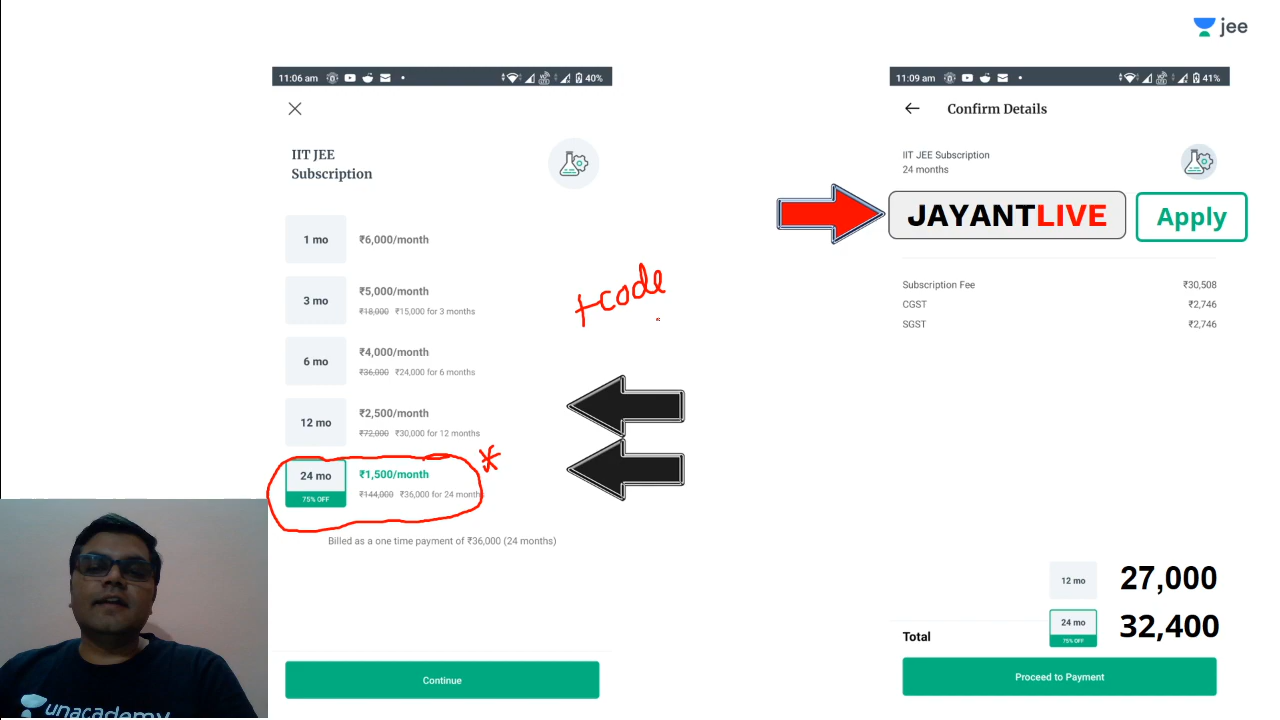 jee
11:06 am
40%
IIT JEE
Subscription
1 mo ₹6,000/month
3 mo ₹5,000/month
₹18,000 ₹15,000 for 3 months
6 mo ₹4,000/month
₹36,000 ₹24,000 for 6 months
12 mo ₹2,500/month
₹72,000 ₹30,000 for 12 months
24 mo ₹1,500/month
75% OFF ₹144,000 ₹36,000 for 24 months
Billed as a one time payment of ₹36,000 (24 months)
Continue
+code
*
11:09 am
41%
Confirm Details
IIT JEE Subscription
24 months
JAYANTLIVE Apply
Subscription Fee ₹30,508
CGST ₹2,746
SGST ₹2,746
12 mo 27,000
Total 24 mo 32,400
75% OFF
Proceed to Payment
unacademy